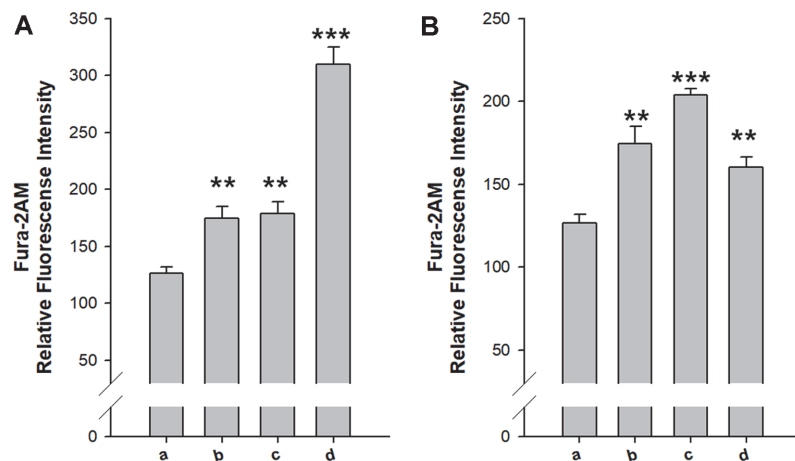 A
Fura-2AM
Relative Fluorescense Intensity
350
300
250
200
150
100
50
0
**
**
***
a
b
c
d
B
Fura-2AM
Relative Fluorescense Intensity
250
200
150
100
50
0
**
***
**
a
b
c
d